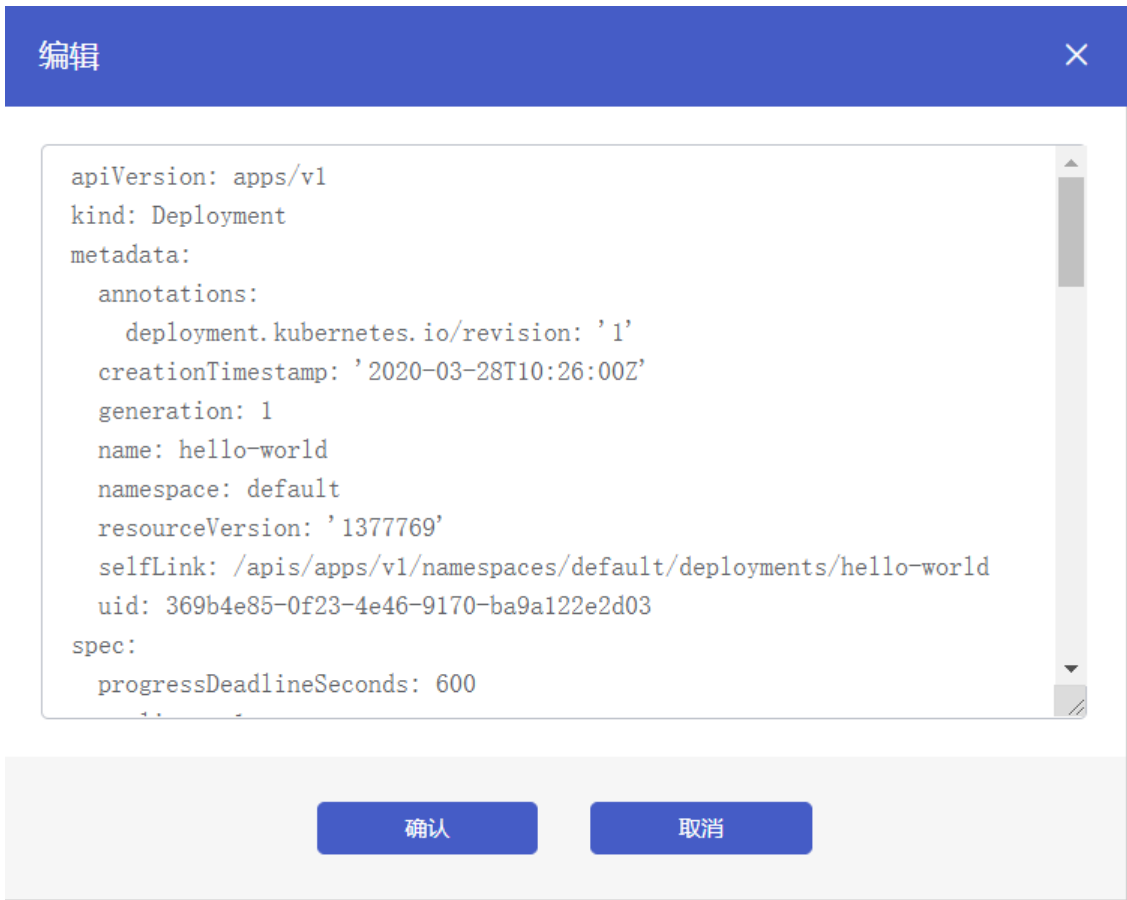 编辑
apiVersion: apps/v1
kind: Deployment
metadata:
  annotations:
    deployment.kubernetes.io/revision: '1'
  creationTimestamp: '2020-03-28T10:26:00Z'
  generation: 1
  name: hello-world
  namespace: default
  resourceVersion: '1377769'
  selfLink: /apis/apps/v1/namespaces/default/deployments/hello-world
  uid: 369b4e85-0f23-4e46-9170-ba9a122e2d03
spec:
  progressDeadlineSeconds: 600
确认 取消